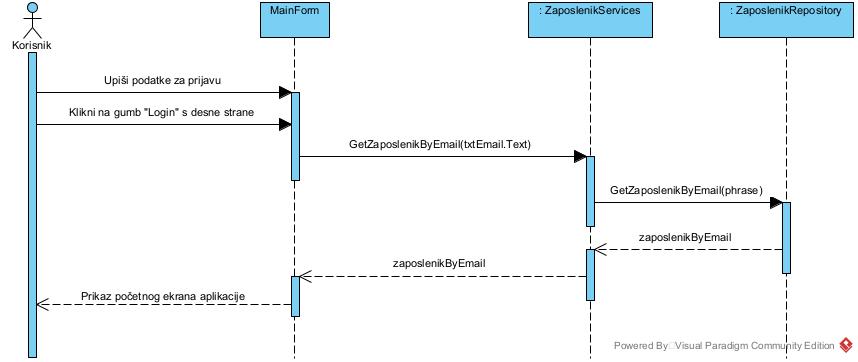 MainForm
: ZaposlenikServices
: ZaposlenikRepository
Korisnik
Upiši podatke za prijavu
Klikni na gumb "Login" s desne strane
GetZaposlenikByEmail(txtEmail.Text)
GetZaposlenikByEmail(phrase)
zaposlenikByEmail
zaposlenikByEmail
Prikaz početnog ekrana aplikacije
Powered By Visual Paradigm Community Edition